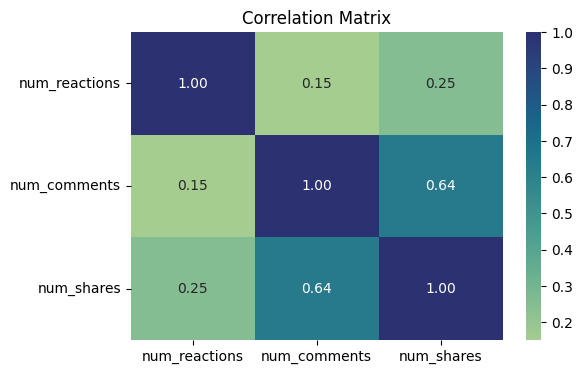 Correlation Matrix
num_reactions 1.00 0.15 0.25
num_comments 0.15 1.00 0.64
num_shares 0.25 0.64 1.00
num_reactions num_comments num_shares
1.0
0.9
0.8
0.7
0.6
0.5
0.4
0.3
0.2